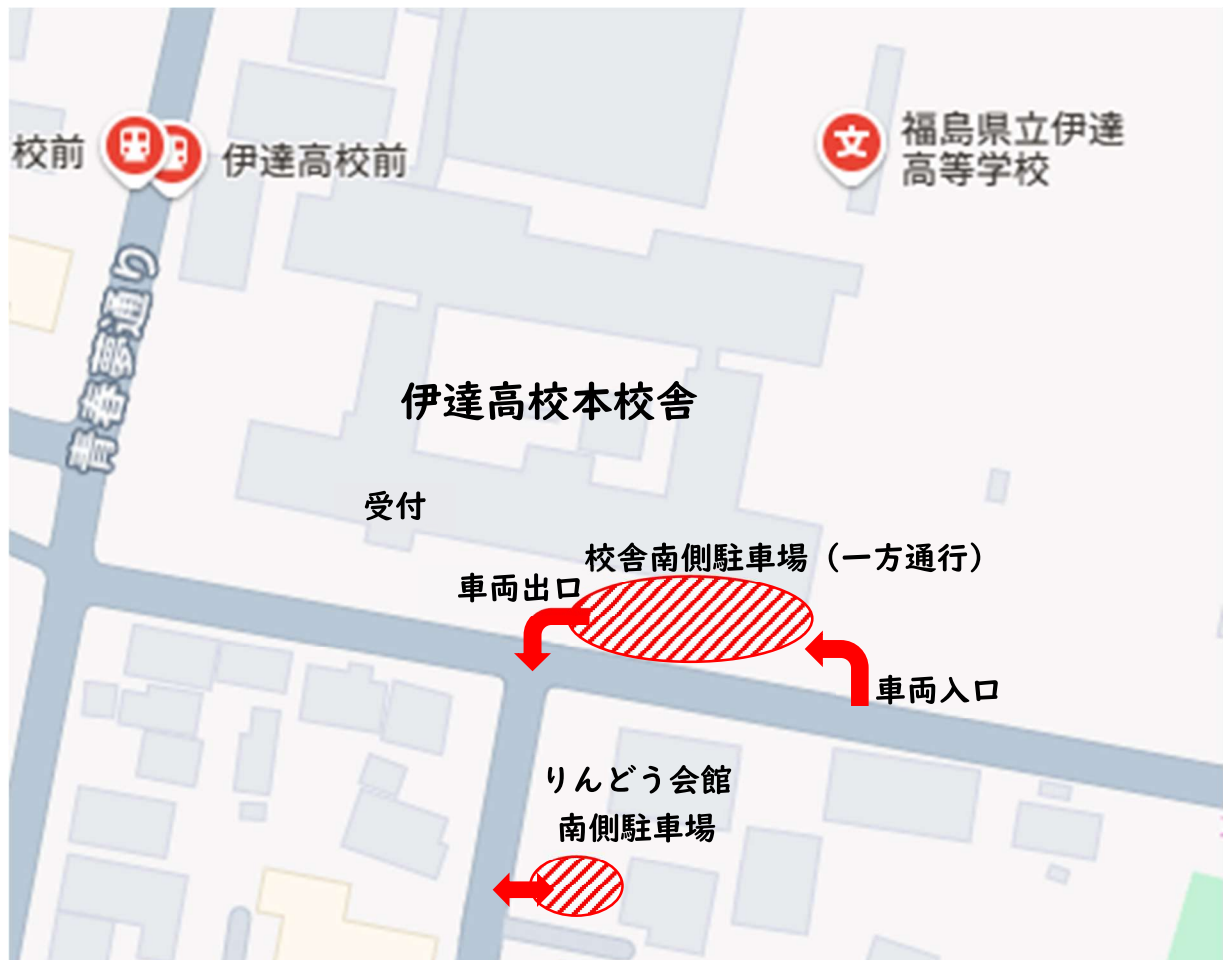 校前
伊達高校前
福島県立伊達
高等学校
青春夢通り
伊達高校本校舎
受付
校舎南側駐車場（一方通行）
車両出口
車両入口
りんどう会館
南側駐車場